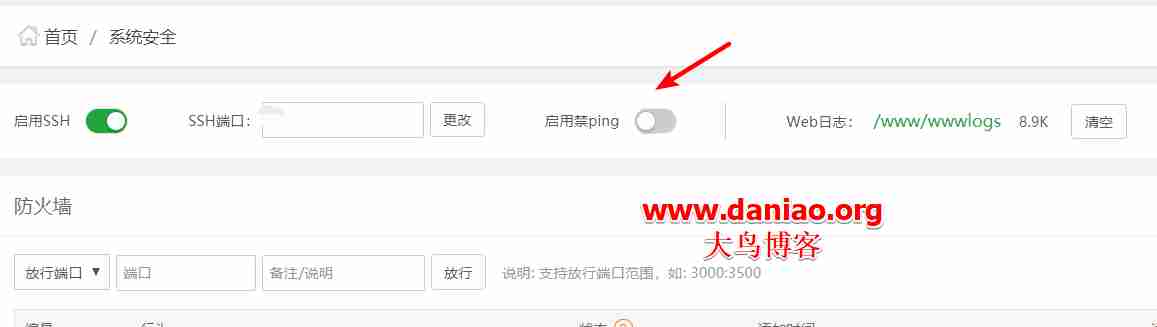 首页 / 系统安全
启用SSH SSH端口: 更改 启用禁ping Web日志: /www/wwwlogs 8.9K 清空
防火墙
www.daniao.org
大鸟博客
放行端口 ▼ 端口 备注/说明 放行 说明: 支持放行端口范围，如: 3000:3500